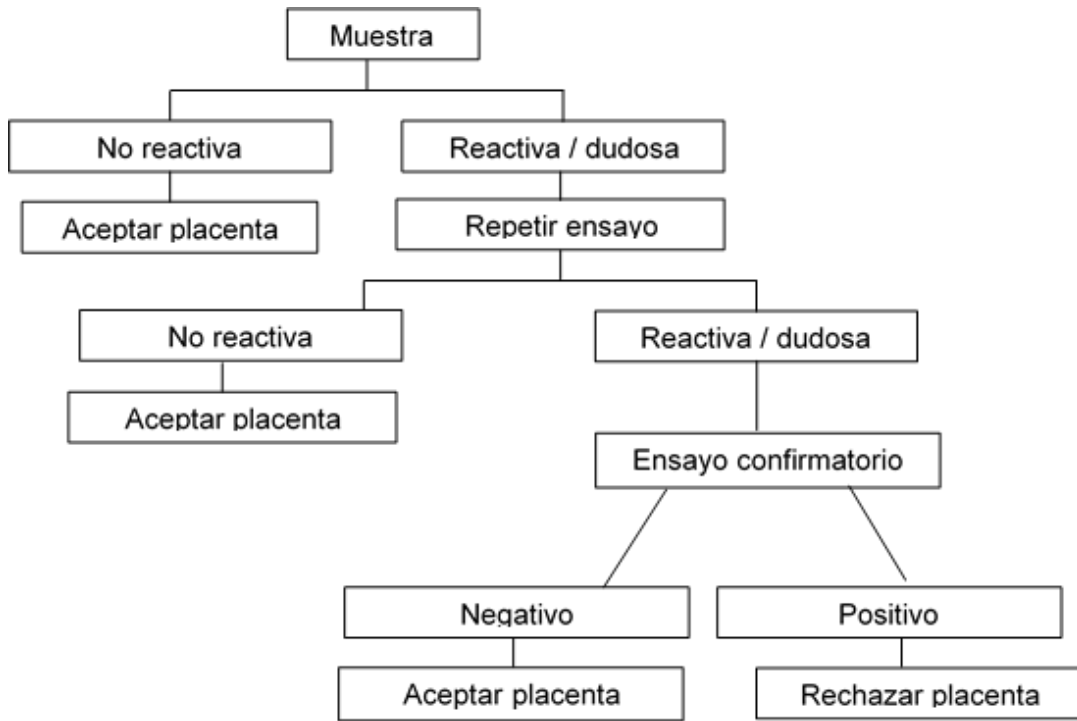 Muestra
No reactiva
Reactiva / dudosa
Aceptar placenta
Repetir ensayo
No reactiva
Reactiva / dudosa
Aceptar placenta
Ensayo confirmatorio
Negativo
Positivo
Aceptar placenta
Rechazar placenta